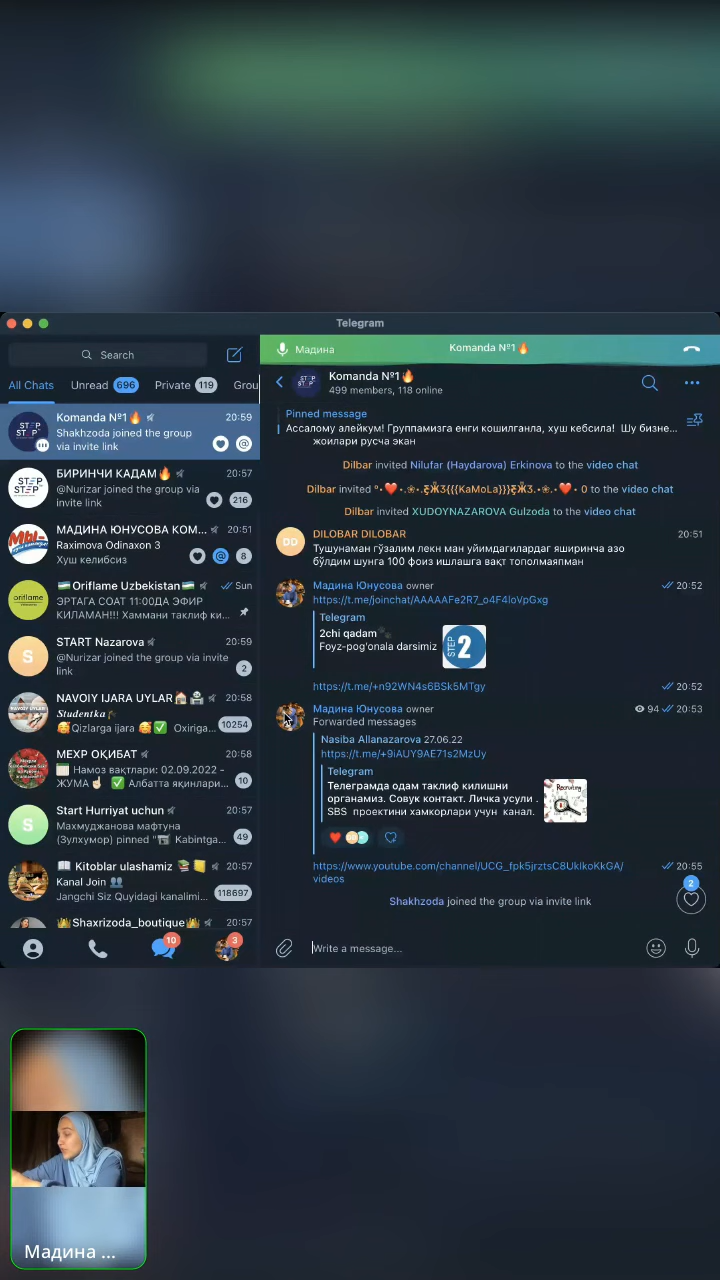 Telegram
Search
All Chats
Unread 696
Private 119
Grou
Komanda №1🔥
20:59
Shakhzoda joined the group
via invite link
БИРИНЧИ КАДАМ🔥
20:57
@Nurizar joined the group via
invite link
216
МАДИНА ЮНУСОВА КОМ...
20:51
Raximova Odinaxon 3
Хуш келибсиз
8
🇺🇿Oriflame Uzbekistan🇺🇿
Sun
ЭРТАГА СОАТ 11:00ДА ЭФИР
КИЛАМАН!!! Хаммани таклиф ки...
START Nazarova
20:59
@Nurizar joined the group via invite
link
2
NAVOIY IJARA UYLAR🏠
20:58
Studentka
🥰Qizlarga ijara 🥰✅ Oxiriga...
10254
МЕХР ОҚИБАТ
20:58
Намоз вақтлари: 02.09.2022 -
ЖУМА☝🏻 ✅ Албатта яқинлари...
10
Start Hurriyat uchun
20:57
Махмуджанова мафтуна
(Зулхумор) pinned "Kabintga...
49
📖 Kitoblar ulashamiz 📚
20:57
Kanal Join 👥
Jangchi Siz Quyidagi kanalimi...
118697
👑Shaxrizoda_boutique👑
20:57
10
3
Мадина
Komanda №1🔥
Komanda №1🔥
499 members, 118 online
Pinned message
Ассалому алейкум! Группамизга енги кошилганла, хуш кебсила! Шу бизне...
жоилари русча экан
Dilbar invited Nilufar (Haydarova) Erkinova to the video chat
Dilbar invited to the video chat
Dilbar invited XUDOYNAZAROVA Gulzoda to the video chat
DD
DILOBAR DILOBAR
20:51
Тушунаман гўзалим лекн ман уйимдагилардаг яширинча азо
бўлдим шунга 100 фоиз ишлашга вақт тополмаяпман
Мадина Юнусова owner
20:52
https://t.me/joinchat/AAAAAFe2R7_o4F4loVpGxg
Telegram
2chi qadam🐾
Foyz-pog'onala darsimiz
STEP 2
https://t.me/+n92WN4s6BSk5MTgy
20:52
Мадина Юнусова owner
94
20:53
Forwarded messages
Nasiba Allanazarova 27.06.22
https://t.me/+9iAUY9AE71s2MzUy
Telegram
Телеграмда одам таклиф килишни
органамиз. Совук контакт. Личка усули .
SBS проектини хамкорлари учун канал.
Recruiting
https://www.youtube.com/channel/UCG_fpk5jrztsC8UklkoKkGA/
videos
20:55
Shakhzoda joined the group via invite link
2
Write a message...
Мадина ...